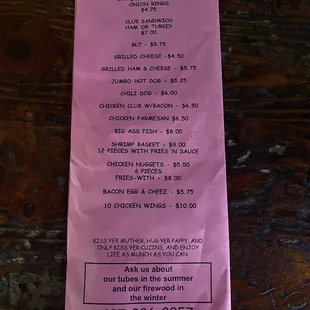 ONION RINGS
$4.75
CLUB SANDWICH
HAM OR TURKEY
$7.00
BLT - $5.75
GRILLED CHEESE -$4.50
GRILLED HAM & CHEESE - $5.75
JUMBO HOT DOG - $5.25
CHILI DOG - $6.00
CHICKEN CLUB W/BACON - $6.50
CHICKEN PARMESAN $6.50
BIG ASS FISH - $8.00
SHRIMP BASKET - $9.00
12 PIECES WITH FRIES 'N SAUCE
CHICKEN NUGGETS - $5.50
6 PIECES
FRIES-WITH - $8.00
BACON EGG & CHEEZ - $5.75
10 CHICKEN WINGS - $10.00
KISS YER MUTHER, HUG YER PAPPY, AND
ONLY KISS YER CUZINS, AND ENJOY
LIFE AS MUNCH AS YOU CAN.
Ask us about
our tubes in the summer
and our firewood in
the winter